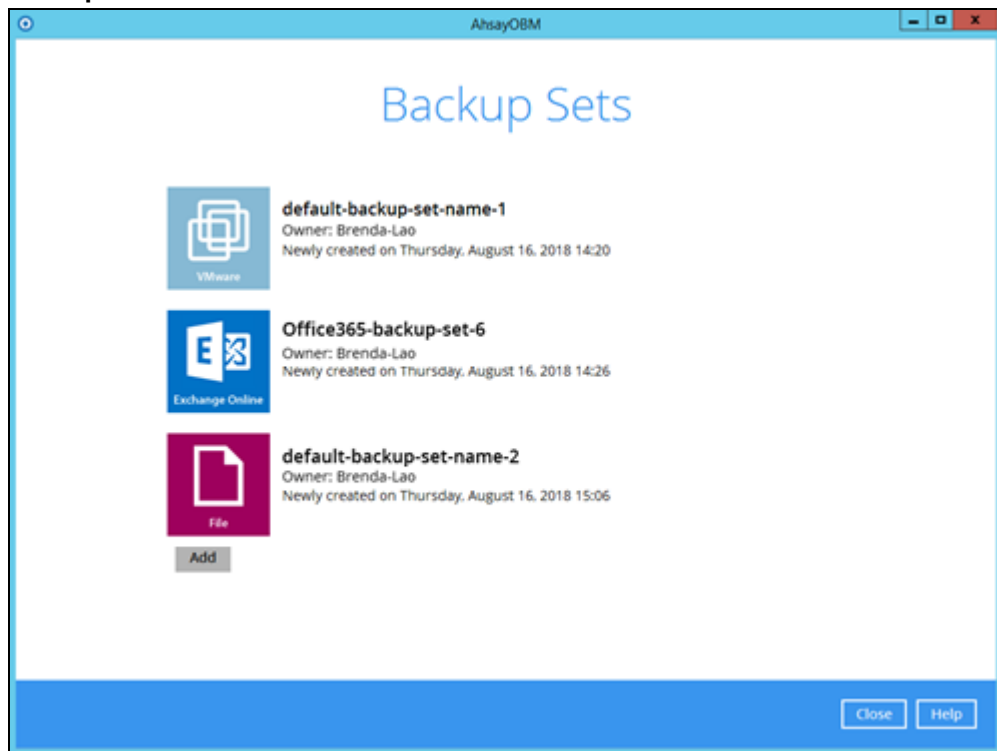 AhsayOBM
Backup Sets
VMware
default-backup-set-name-1
Owner: Brenda-Lao
Newly created on Thursday, August 16, 2018 14:20
Exchange Online
Office365-backup-set-6
Owner: Brenda-Lao
Newly created on Thursday, August 16, 2018 14:26
File
default-backup-set-name-2
Owner: Brenda-Lao
Newly created on Thursday, August 16, 2018 15:06
Add
Close
Help